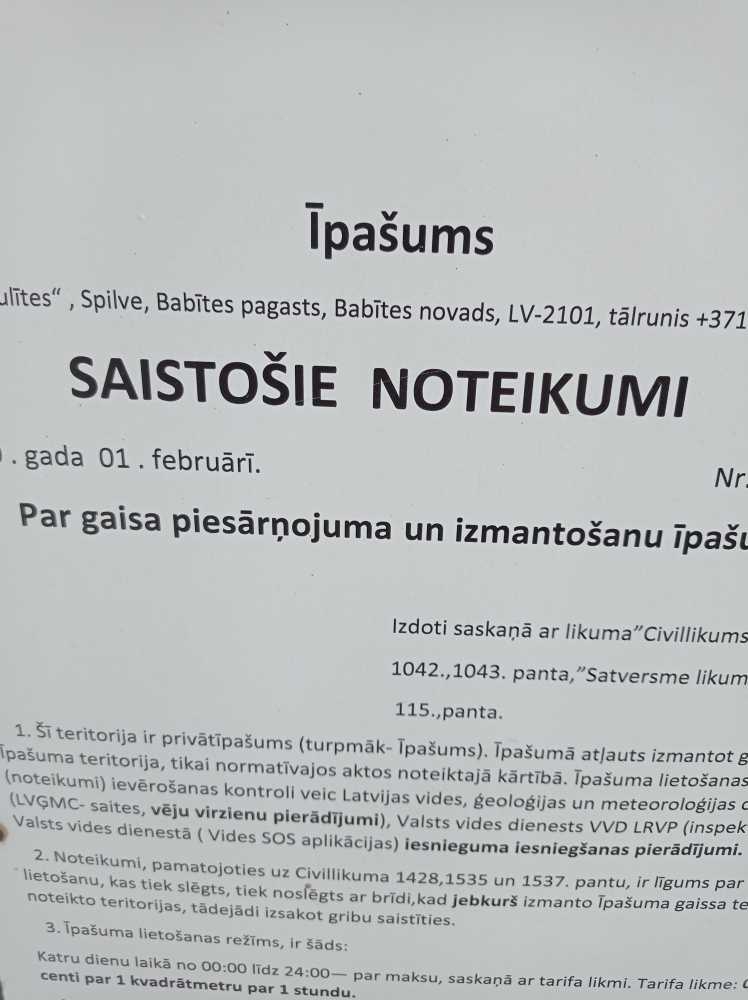 Īpašums
ulītes“ , Spilve, Babītes pagasts, Babītes novads, LV-2101, tālrunis +371
SAISTOŠIE NOTEIKUMI
. gada 01 . februārī.
Nr.
Par gaisa piesārņojuma un izmantošanu īpašu
Izdoti saskaņā ar likuma”Civillikums
1042.,1043. panta,”Satversme likum
115.,panta.
1. Šī teritorija ir privātīpašums (turpmāk- Īpašums). Īpašumā atļauts izmantot g
Īpašuma teritorija, tikai normatīvajos aktos noteiktajā kārtībā. Īpašuma lietošanas
(noteikumi) ievērošanas kontroli veic Latvijas vides, ģeoloģijas un meteoroloģijas c
(LVĢMC- saites, vēju virzienu pierādījumi), Valsts vides dienests VVD LRVP (inspek
Valsts vides dienestā ( Vides SOS aplikācijas) iesnieguma iesniegšanas pierādījumi.
2. Noteikumi, pamatojoties uz Civillikuma 1428,1535 un 1537. pantu, ir līgums par
lietošanu, kas tiek slēgts, tiek noslēgts ar brīdi,kad jebkurš izmanto Īpašuma gaissa te
noteikto teritorijas, tādejādi izsakot gribu saistīties.
3. Īpašuma lietošanas režīms, ir šāds:
Katru dienu laikā no 00:00 līdz 24:00— par maksu, saskaņā ar tarifa likmi. Tarifa likme:
centi par 1 kvadrātmetru par 1 stundu.